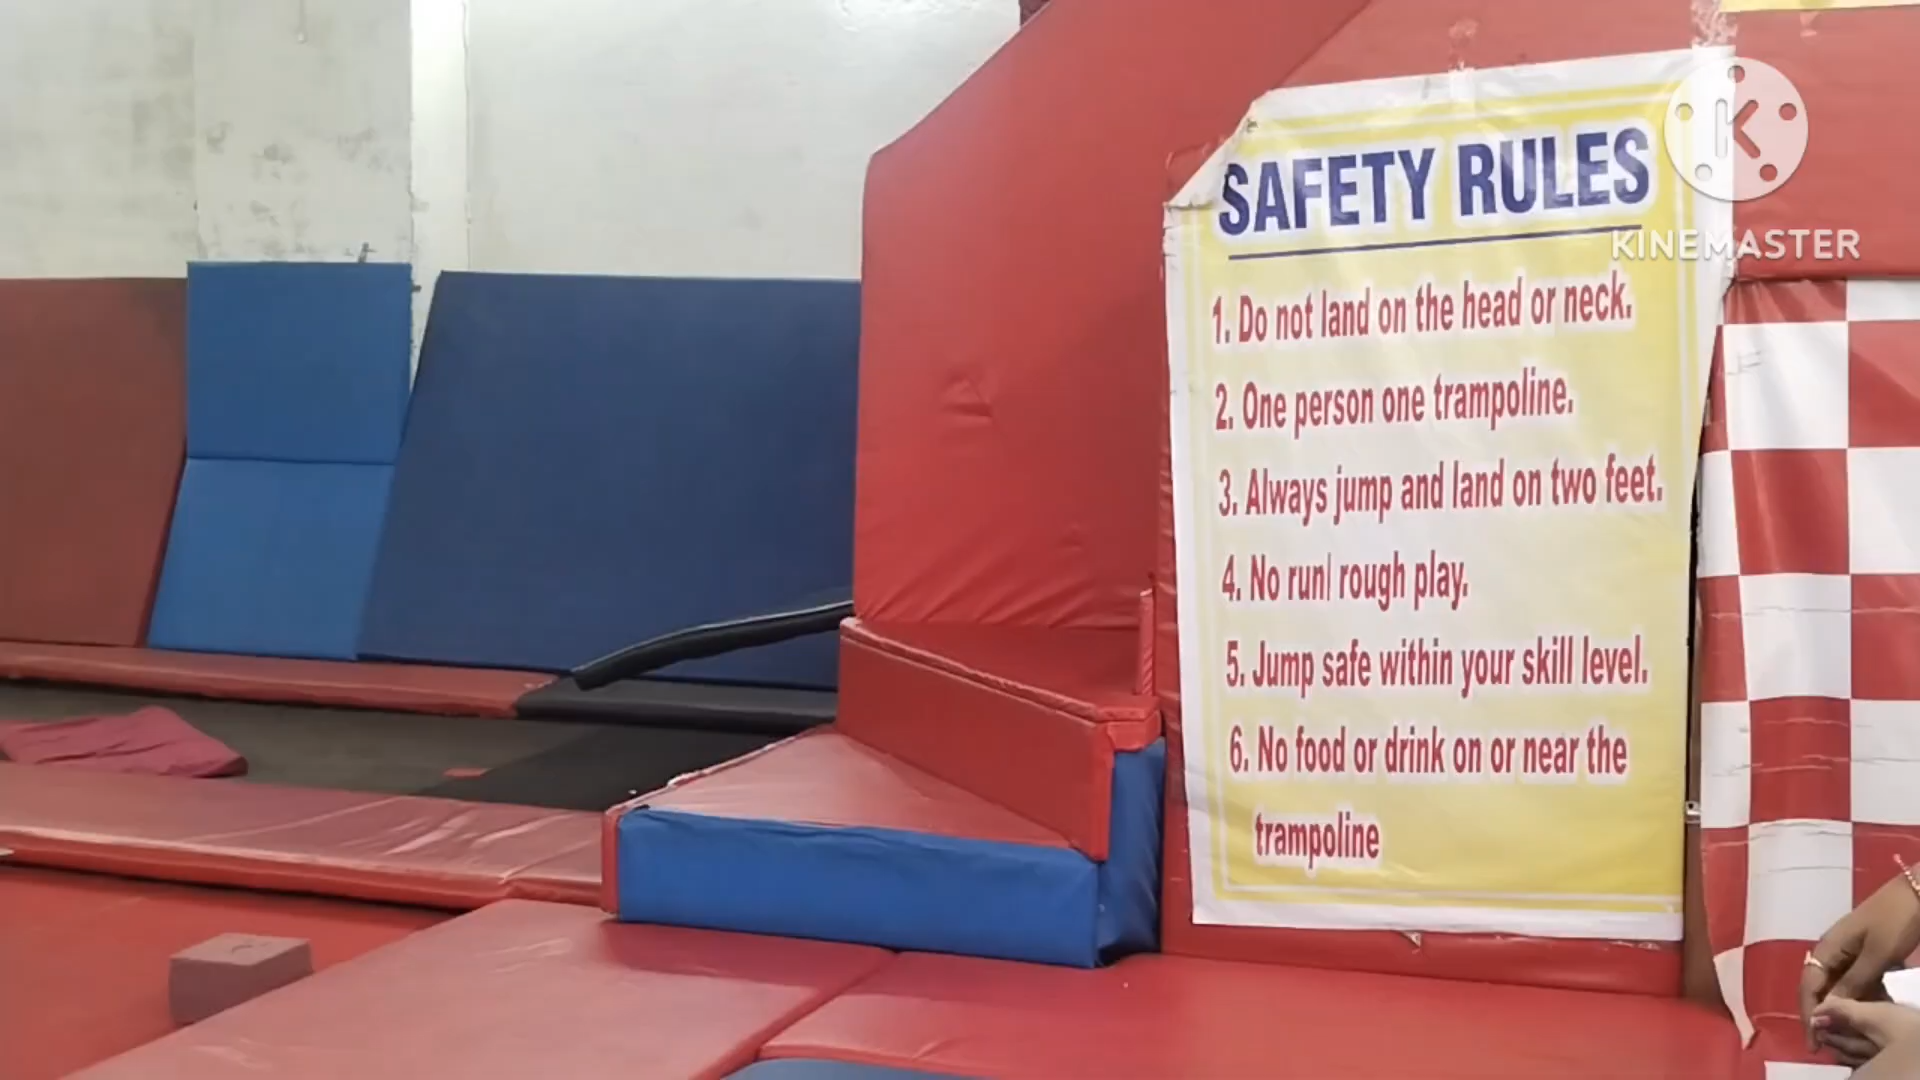 SAFETY RULES
1. Do not land on the head or neck.
2. One person one trampoline.
3. Always jump and land on two feet.
4. No run| rough play.
5. Jump safe within your skill level.
6. No food or drink on or near the
trampoline
K
KINEMASTER